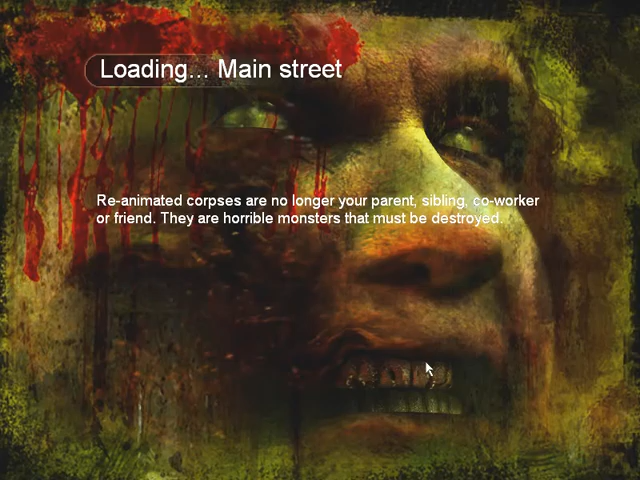 Loading... Main street
Re-animated corpses are no longer your parent, sibling, co-worker
or friend. They are horrible monsters that must be destroyed.